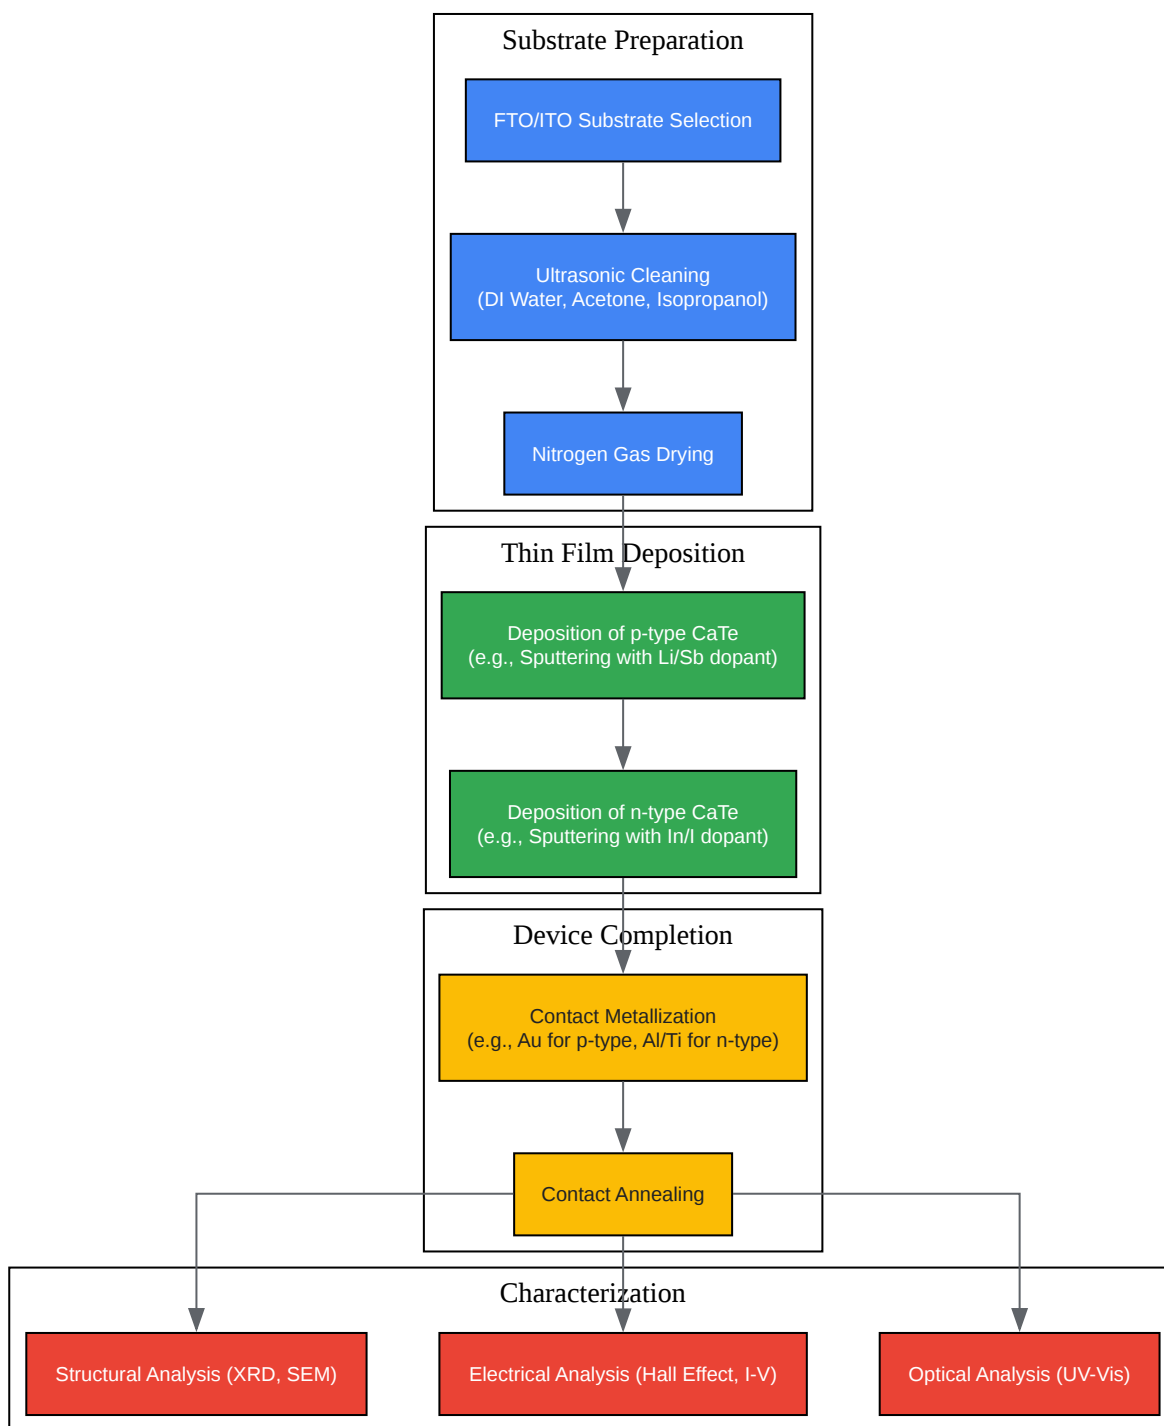 Substrate Preparation
FTO/ITO Substrate Selection
Ultrasonic Cleaning
(DI Water, Acetone, Isopropanol)
Nitrogen Gas Drying
Thin Film Deposition
Deposition of p-type CaTe
(e.g., Sputtering with Li/Sb dopant)
Deposition of n-type CaTe
(e.g., Sputtering with In/I dopant)
Device Completion
Contact Metallization
(e.g., Au for p-type, Al/Ti for n-type)
Contact Annealing
Characterization
Structural Analysis (XRD, SEM)
Electrical Analysis (Hall Effect, I-V)
Optical Analysis (UV-Vis)